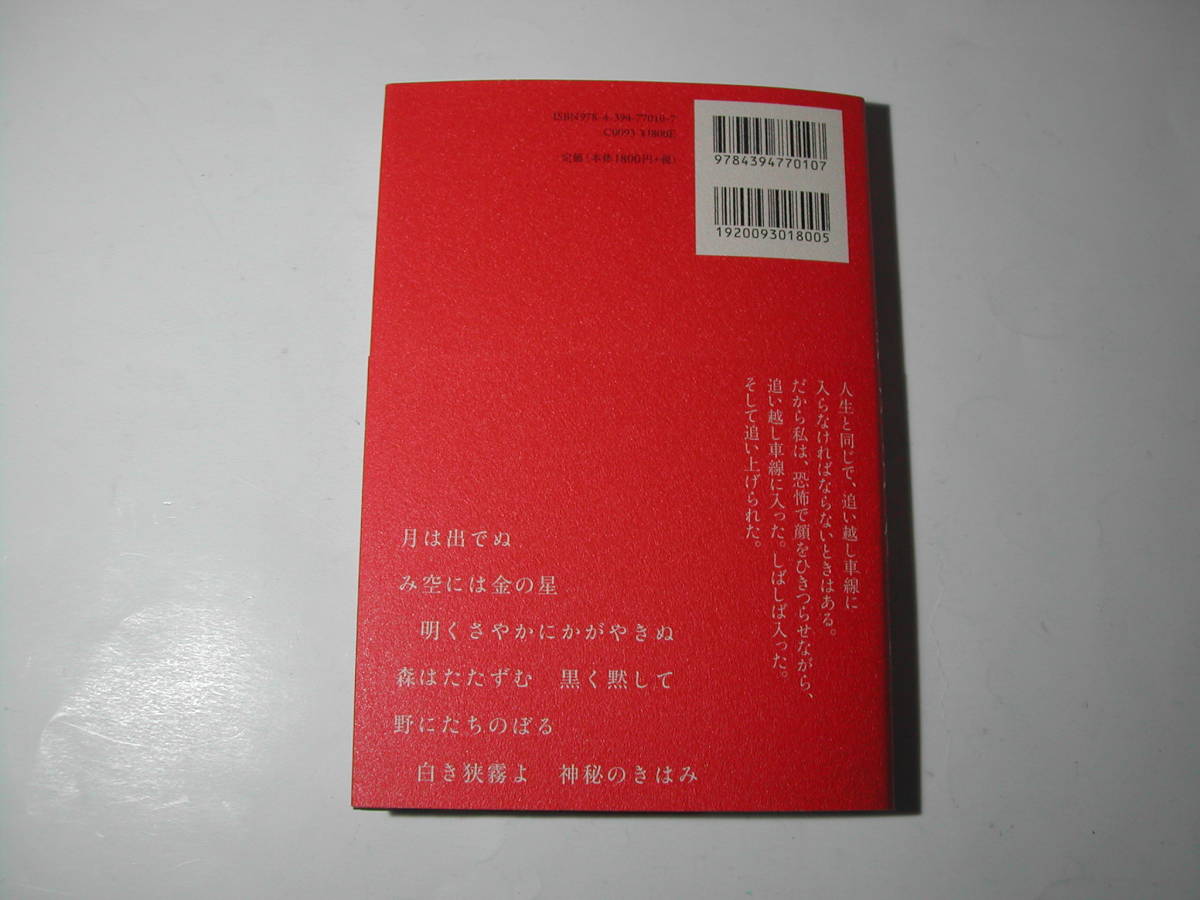 ISBN978-4-394-77010-7
C0093 ¥1800E
定価(本体1800円+税)
9784394770107
1920093018005
人生と同じで、追い越し車線に
入らなければならないときはある。
だから私は、恐怖で顔をひきつらせながら、
追い越し車線に入った。しばしば入った。
そして追い上げられた。
月は出でぬ
み空には金の星
明くさやかにかがやきぬ
森はたたずむ　黒く黙して
野にたちのぼる
白き狭霧よ　神秘のきはみ